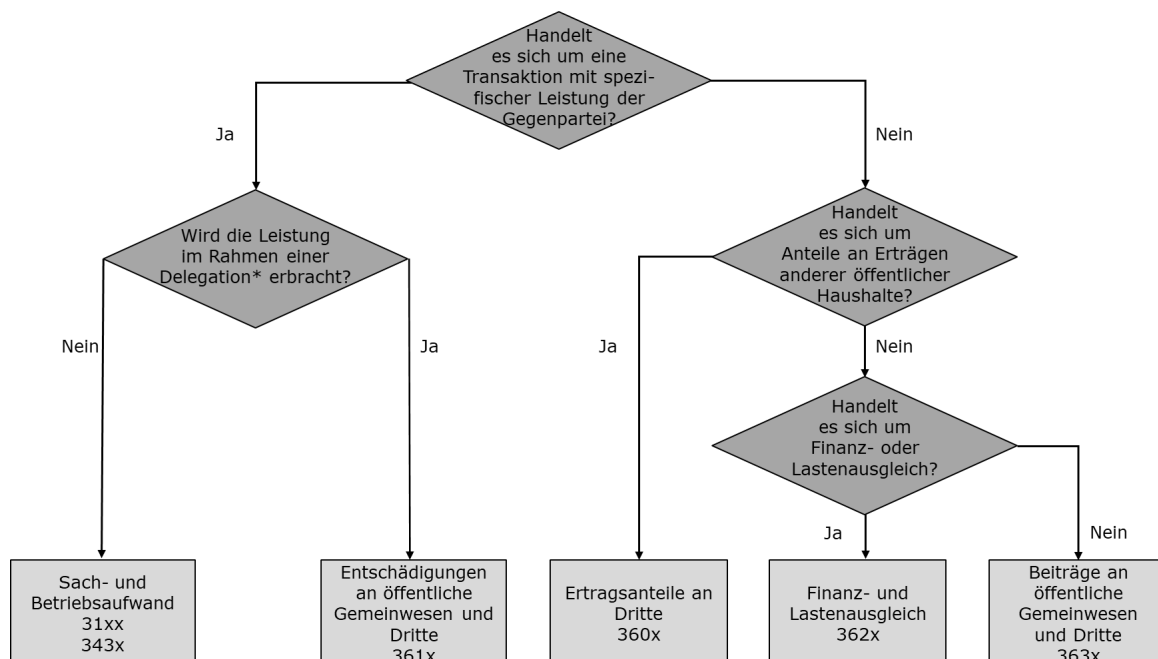 Handelt
es sich um eine
Transaktion mit spezi-
fischer Leistung der
Gegenpartei?
Ja
Nein
Wird die Leistung
im Rahmen einer
Delegation* erbracht?
Handelt
es sich um
Anteile an Erträgen
anderer öffentlicher
Haushalte?
Nein
Ja
Ja
Nein
Handelt
es sich um
Finanz- oder
Lastenausgleich?
Ja
Nein
Sach- und
Betriebsaufwand
31xx
343x
Entschädigungen
an öffentliche
Gemeinwesen und
Dritte
361x
Ertragsanteile an
Dritte
360x
Finanz- und
Lastenausgleich
362x
Beiträge an
öffentliche
Gemeinwesen
und Dritte
363x